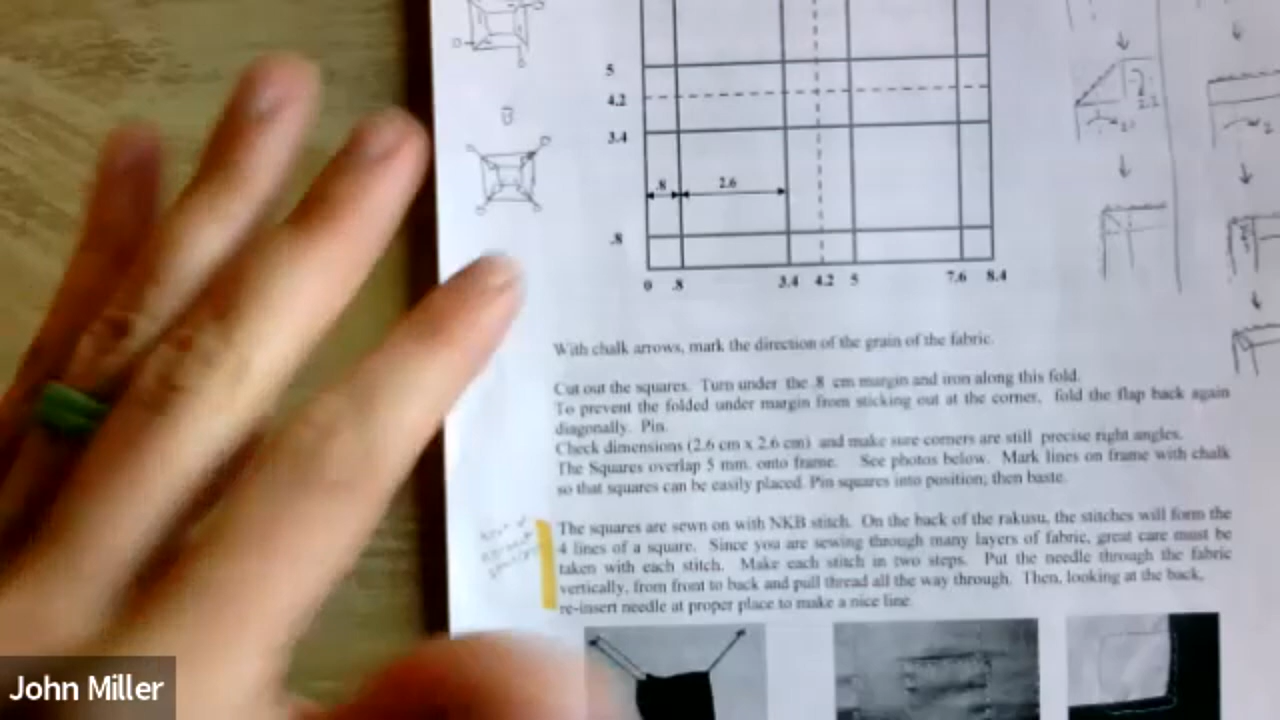 5
4.2
3.4
.8 2.6
.8
0 .8 3.4 4.2 5 7.6 8.4
With chalk arrows, mark the direction of the grain of the fabric.
Cut out the squares. Turn under the .8 cm margin and iron along this fold.
To prevent the folded under margin from sticking out at the corner, fold the flap back again
diagonally. Pin.
Check dimensions (2.6 cm x 2.6 cm) and make sure corners are still precise right angles.
The Squares overlap 5 mm. onto frame. See photos below. Mark lines on frame with chalk
so that squares can be easily placed. Pin squares into position; then baste.
The squares are sewn on with NKB stitch. On the back of the rakusu, the stitches will form the
4 lines of a square. Since you are sewing through many layers of fabric, great care must be
taken with each stitch. Make each stitch in two steps. Put the needle through the fabric
vertically, from front to back and pull thread all the way through. Then, looking at the back,
re-insert needle at proper place to make a nice line.
John Miller